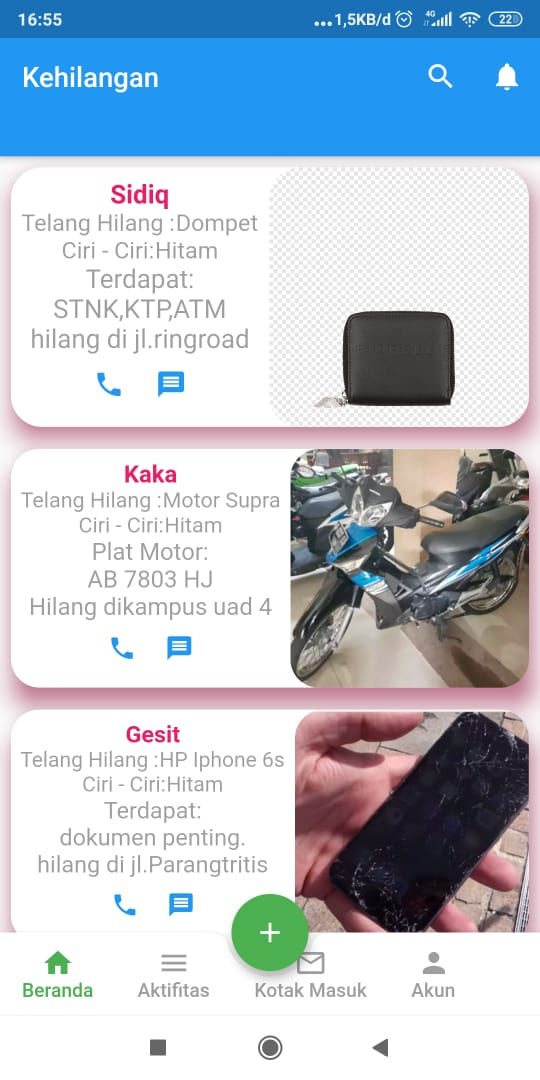 16:55
...1,5KB/d
4G
22
Kehilangan
Sidiq
Telang Hilang :Dompet
Ciri - Ciri:Hitam
Terdapat:
STNK,KTP,ATM
hilang di jl.ringroad
Kaka
Telang Hilang :Motor Supra
Ciri - Ciri:Hitam
Plat Motor:
AB 7803 HJ
Hilang dikampus uad 4
Gesit
Telang Hilang :HP Iphone 6s
Ciri - Ciri:Hitam
Terdapat:
dokumen penting.
hilang di jl.Parangtritis
+
Beranda
Aktifitas
Kotak Masuk
Akun